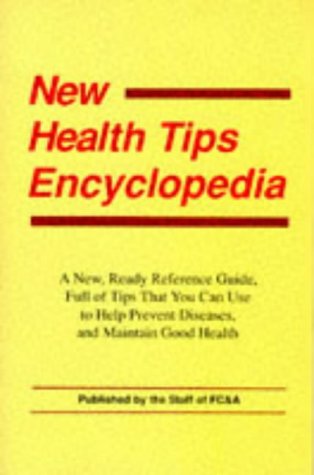 New
Health Tips
Encyclopedia
A New, Ready Reference Guide,
Full of Tips That You Can Use
to Help Prevent Diseases,
and Maintain Good Health
Published by the Staff of FC&A